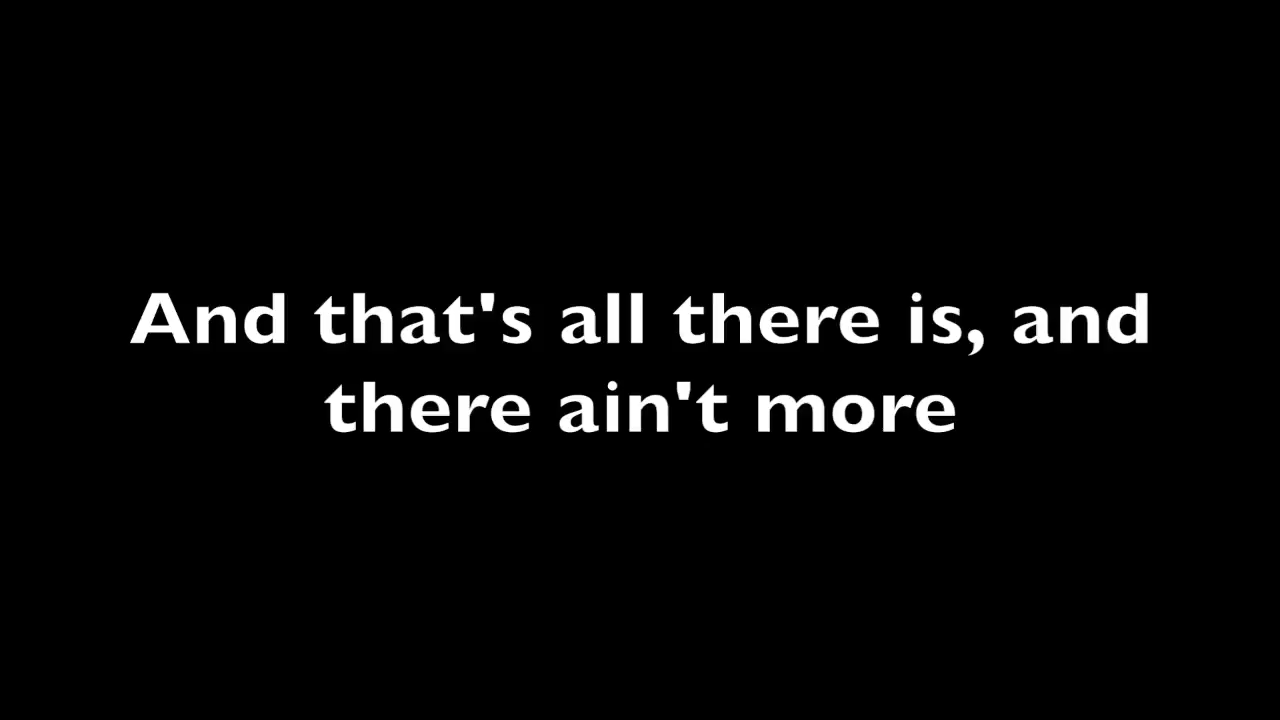 And that's all there is, and
there ain't more